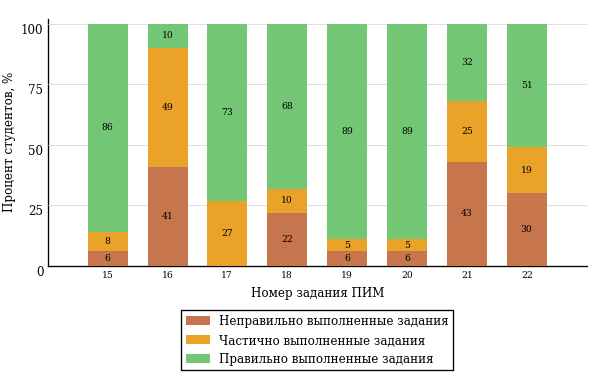 Процент студентов, %
100
75
50
25
0
86 10 73 68 89 89 32 51
8 49 27 10 5 5 25 19
6 41 22 6 6 43 30
15 16 17 18 19 20 21 22
Номер задания ПИМ
Неправильно выполненные задания
Частично выполненные задания
Правильно выполненные задания